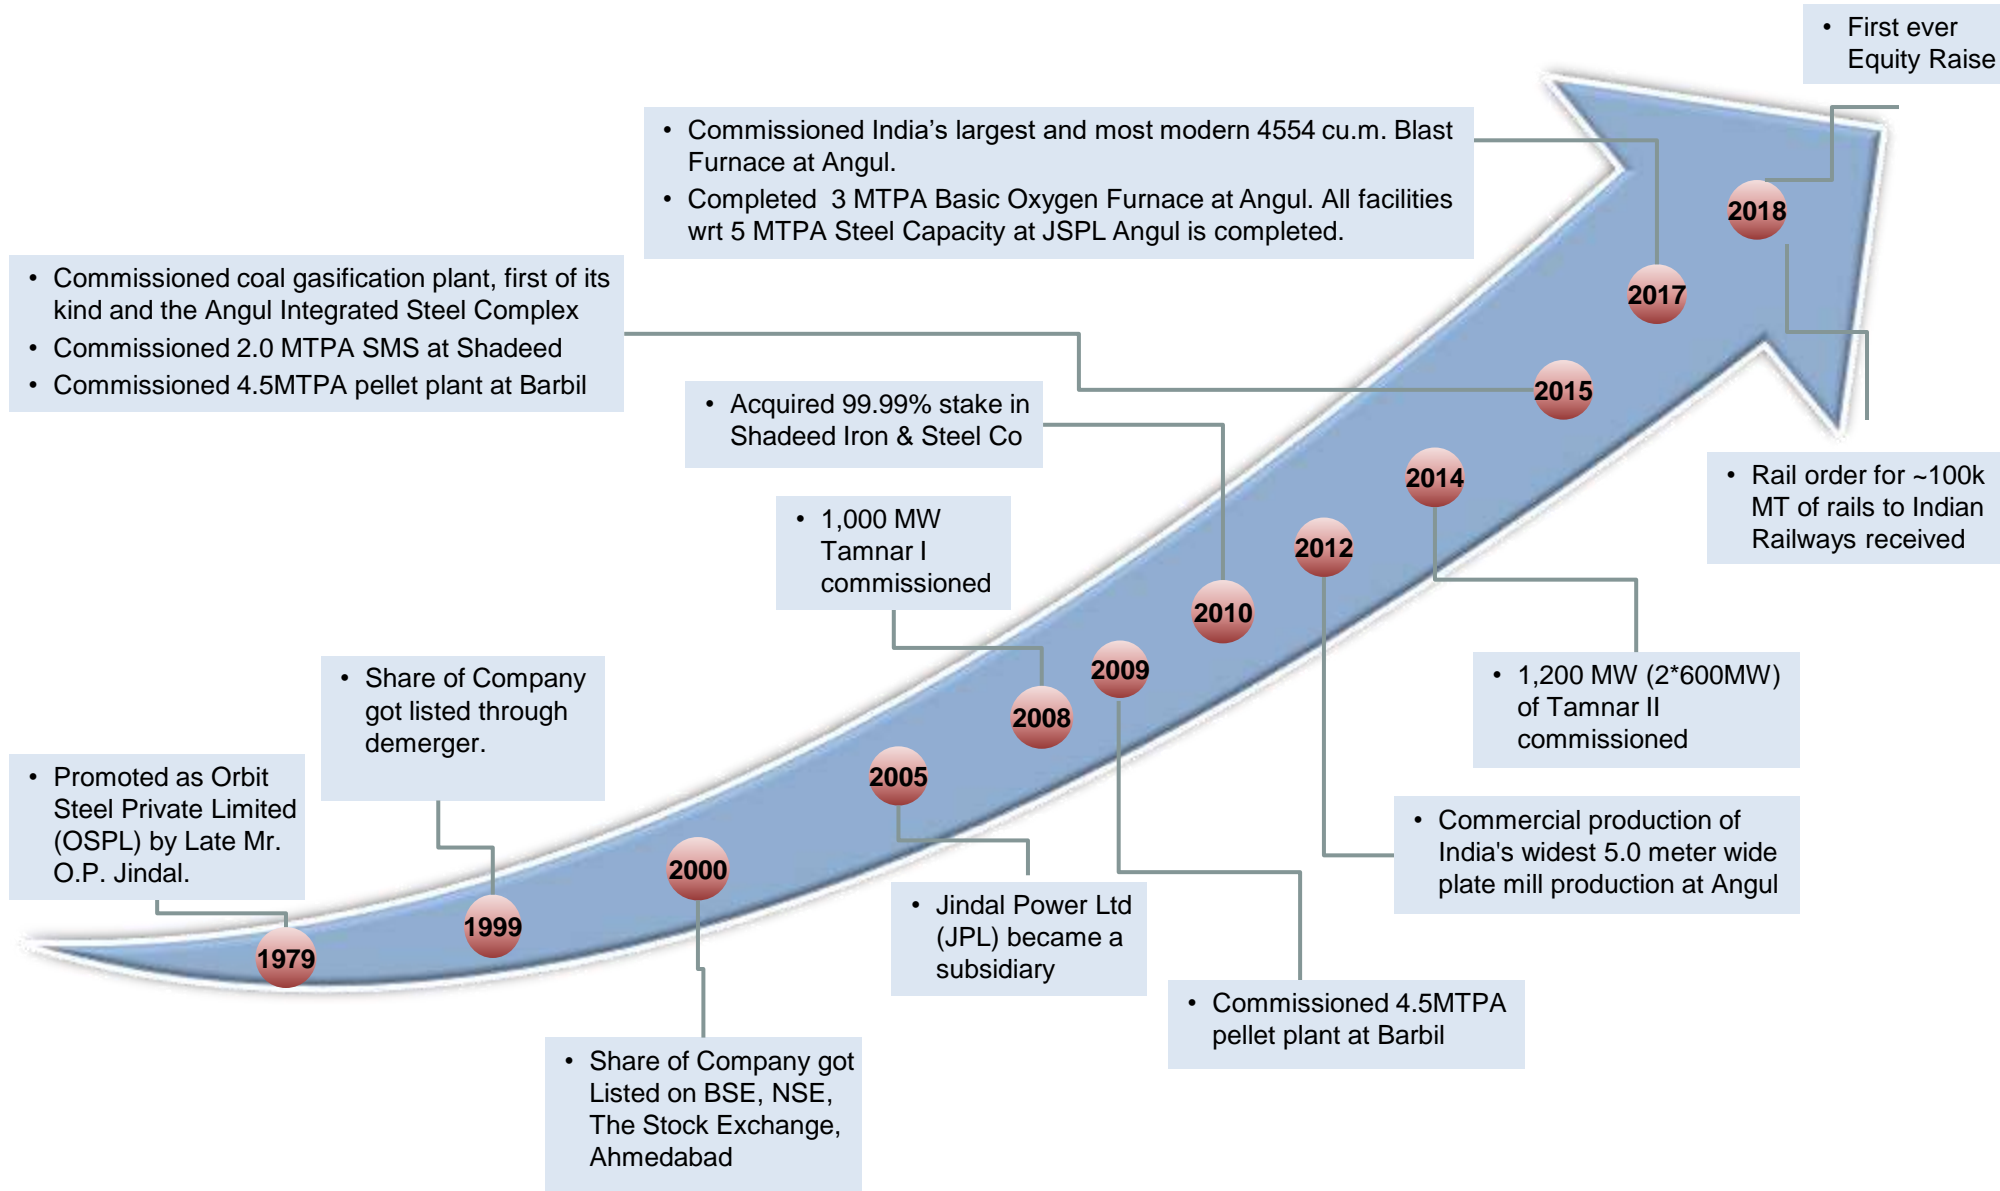 • First ever
Equity Raise
• Commissioned India’s largest and most modern 4554 cu.m. Blast
Furnace at Angul.
• Completed  3 MTPA Basic Oxygen Furnace at Angul. All facilities
wrt 5 MTPA Steel Capacity at JSPL Angul is completed.
2018
• Commissioned coal gasification plant, first of its
kind and the Angul Integrated Steel Complex
• Commissioned 2.0 MTPA SMS at Shadeed
• Commissioned 4.5MTPA pellet plant at Barbil
2017
2015
• Acquired 99.99% stake in
Shadeed Iron & Steel Co
2014
• Rail order for ~100k
MT of rails to Indian
Railways received
• 1,000 MW
Tamnar I
commissioned
2012
2010
2009
• Share of Company
got listed through
demerger.
• 1,200 MW (2*600MW)
of Tamnar II
commissioned
2008
2005
• Promoted as Orbit
Steel Private Limited
(OSPL) by Late Mr.
O.P. Jindal.
• Commercial production of
India's widest 5.0 meter wide
plate mill production at Angul
2000
• Jindal Power Ltd
(JPL) became a
subsidiary
1999
1979
• Commissioned 4.5MTPA
pellet plant at Barbil
• Share of Company got
Listed on BSE, NSE,
The Stock Exchange,
Ahmedabad